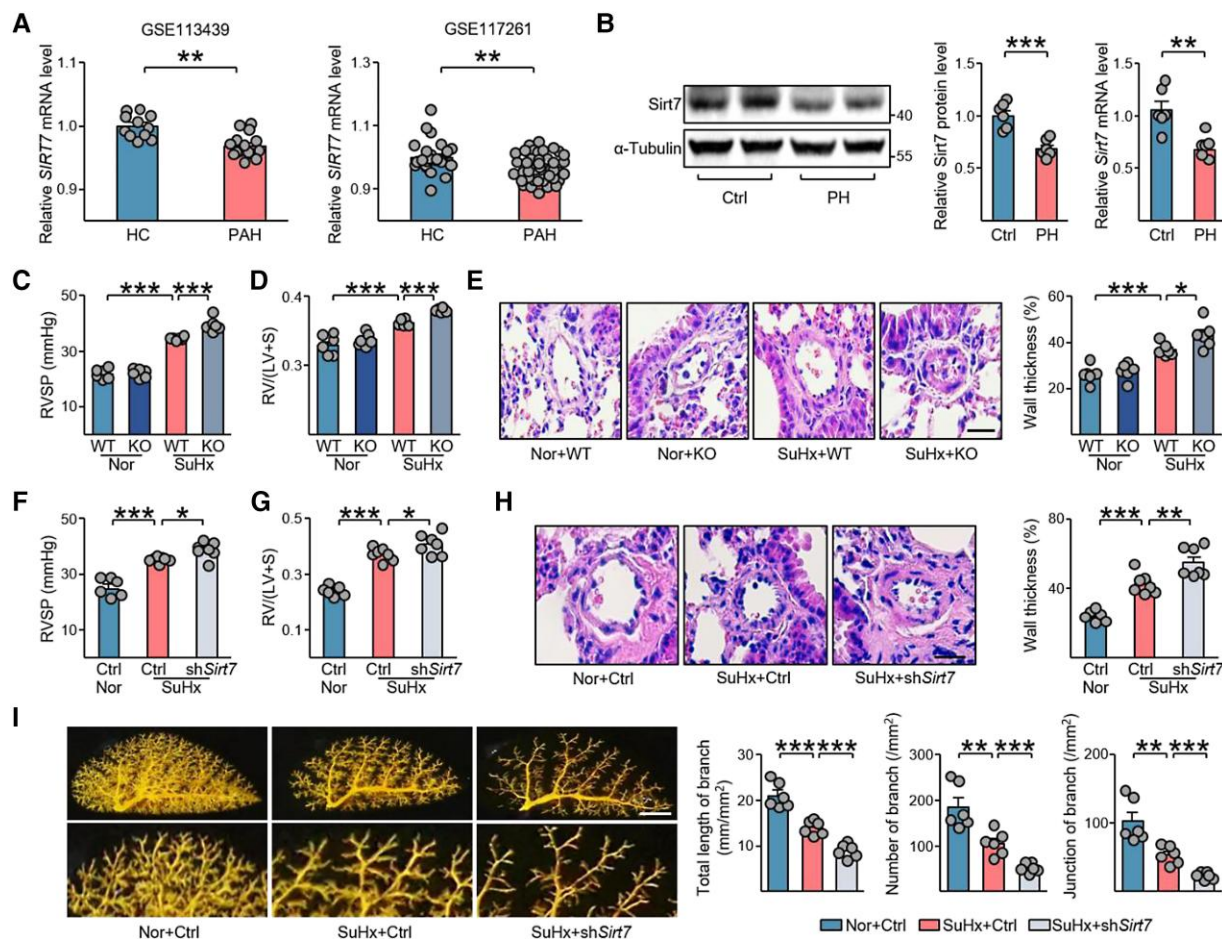 A
GSE113439
Relative SIRT7 mRNA level
1.1
1.0
0.9
**
HC
PAH
GSE117261
Relative SIRT7 mRNA level
1.3
1.1
0.9
**
HC
PAH
B
Sirt7
-40
α-Tubulin
-55
Ctrl
PH
Relative Sirt7 protein level
1.5
1.0
0.5
***
Ctrl
PH
Relative Sirt7 mRNA level
1.5
1.0
0.5
**
Ctrl
PH
C
RVSP (mmHg)
50
30
10
*** ***
WT KO WT KO
Nor SuHx
D
RV/(LV+S)
0.4
0.3
*** ***
WT KO WT KO
Nor SuHx
E
Nor+WT
Nor+KO
SuHx+WT
SuHx+KO
Wall thickness (%)
60
40
20
*** *
WT KO WT KO
Nor SuHx
F
RVSP (mmHg)
50
30
10
*** *
Ctrl Ctrl shSirt7
Nor SuHx
G
RV/(LV+S)
0.5
0.3
0.1
*** *
Ctrl Ctrl shSirt7
Nor SuHx
H
Nor+Ctrl
SuHx+Ctrl
SuHx+shSirt7
Wall thickness (%)
80
40
*** **
Ctrl Ctrl shSirt7
Nor SuHx
I
Nor+Ctrl
SuHx+Ctrl
SuHx+shSirt7
Total length of branch
(mm/mm²)
30
20
10
*** ***
Number of branch (/mm²)
300
200
100
** ***
Junction of branch (/mm²)
200
100
** ***
Nor+Ctrl SuHx+Ctrl SuHx+shSirt7